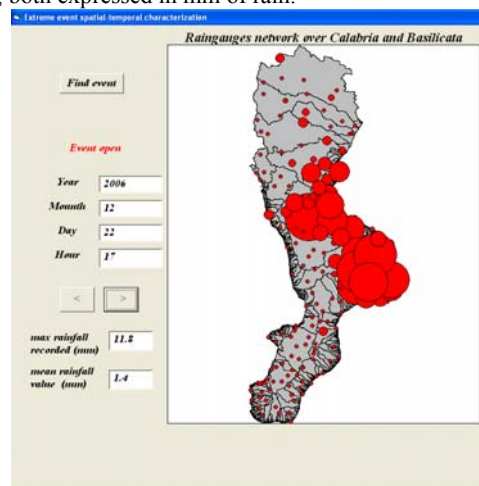 , both expressed in mm of rain.
Extreme event spatial-temporal characterization
Rainganges network over Calabria and Basilicata
Find event
Event open
Year 2006
Mounth 12
Day 22
Hour 17
< >
max rainfall
recorded (mm) 11.8
mean rainfall
value (mm) 1.4